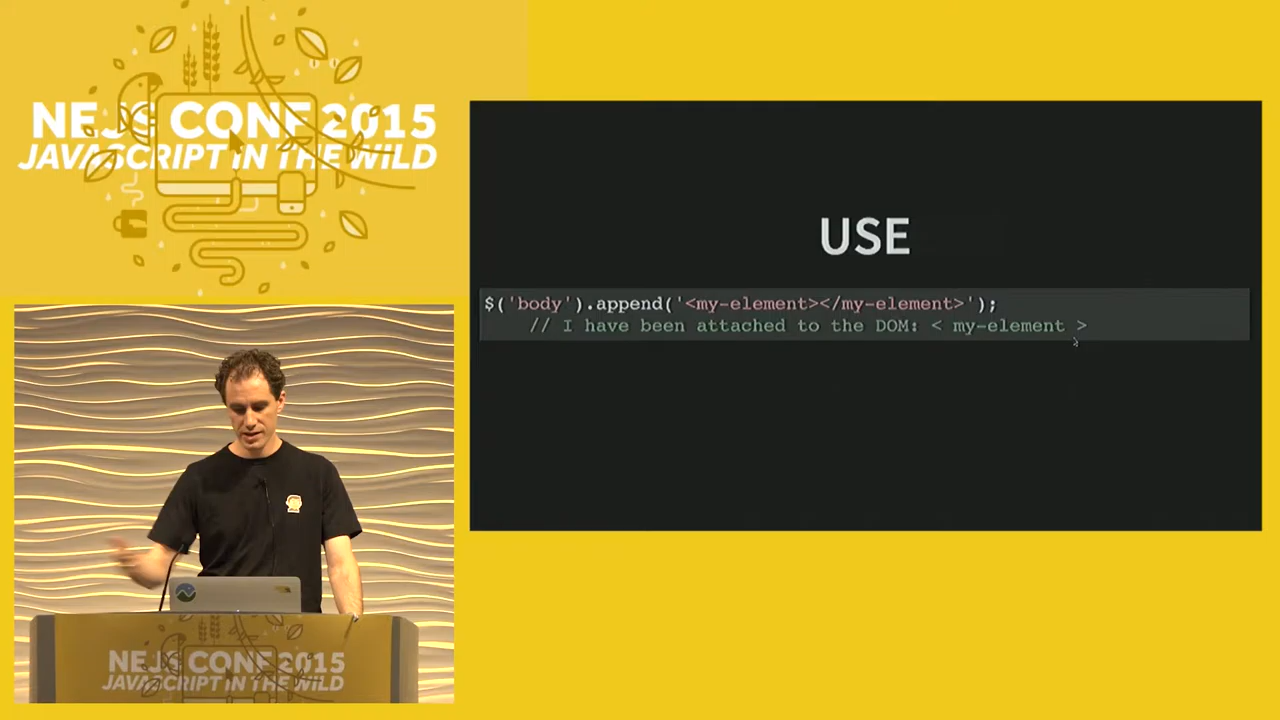 NEJS CONF 2015
JAVASCRIPT IN THE WILD
USE
$('body').append('<my-element></my-element>');
// I have been attached to the DOM: < my-element >
NEJS CONF 2015
JAVASCRIPT IN THE WILD